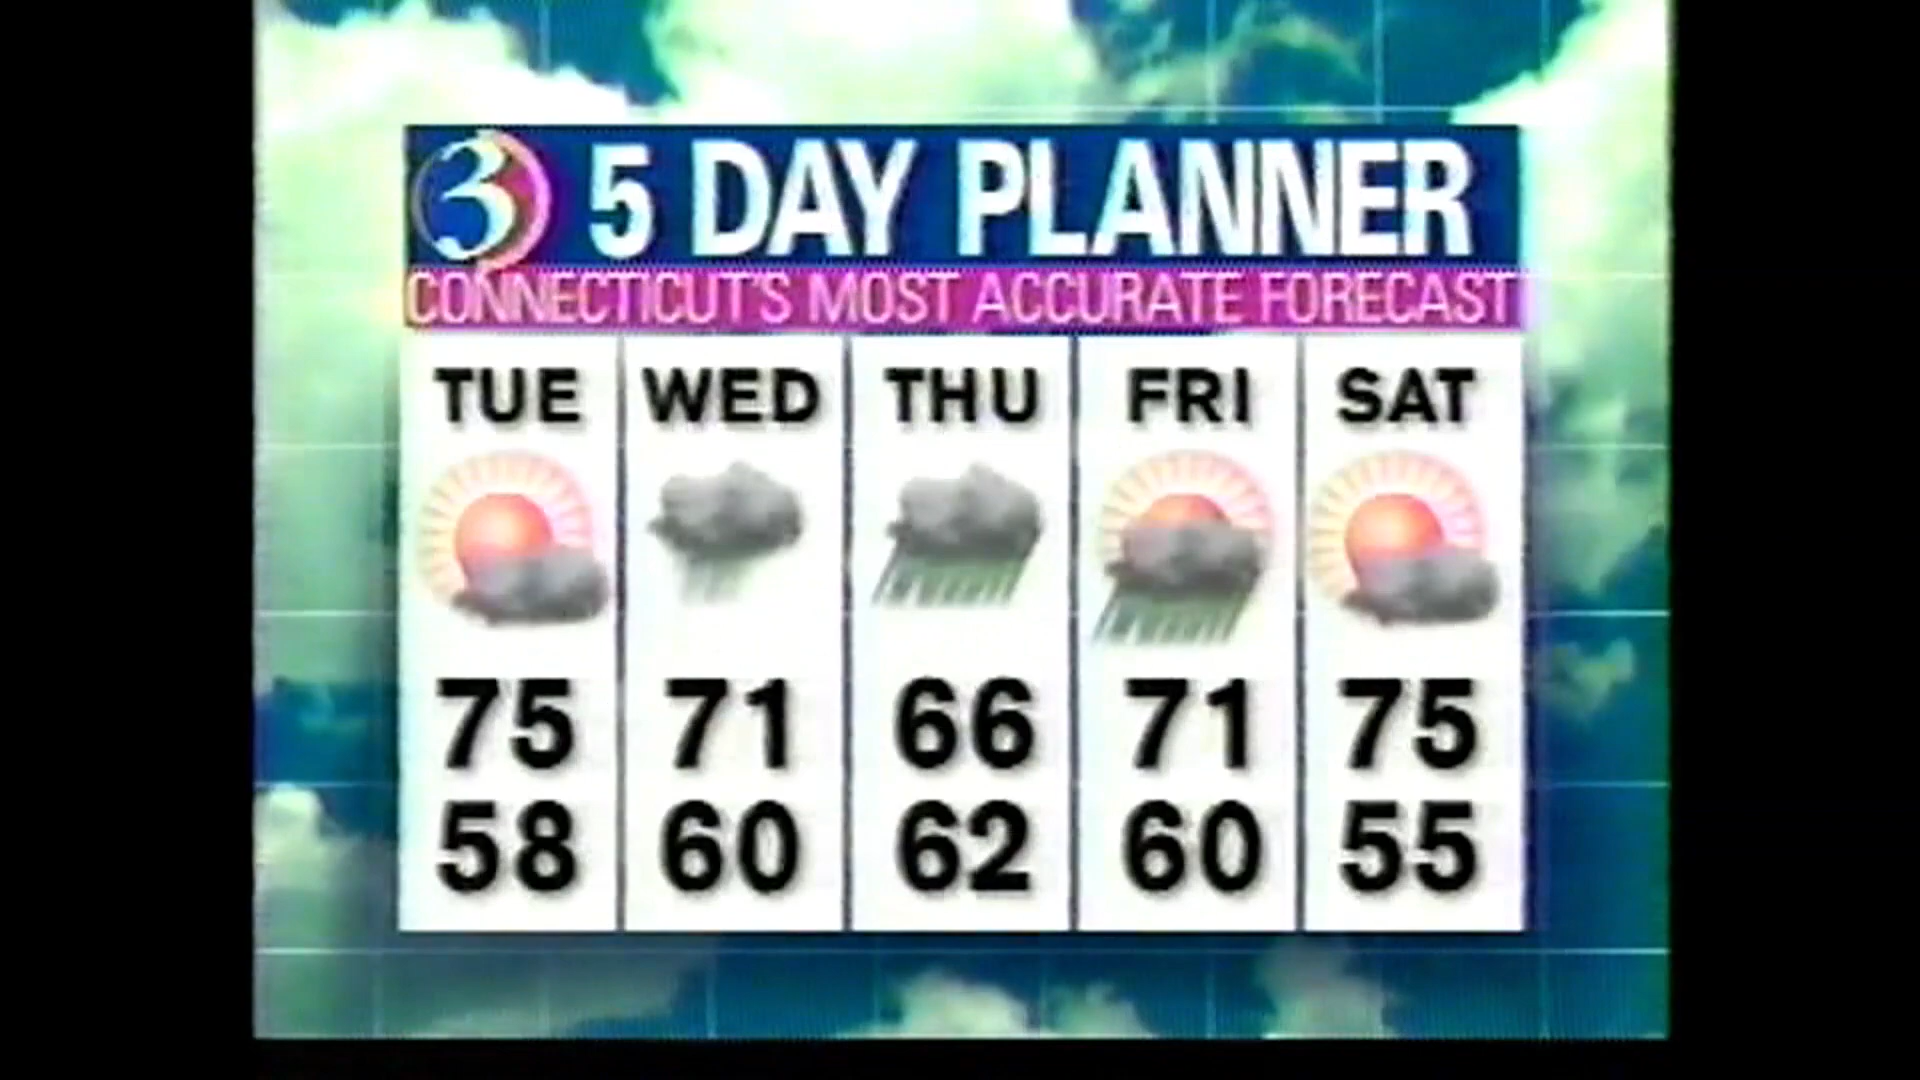 3 5 DAY PLANNER
CONNECTICUT'S MOST ACCURATE FORECAST
TUE WED THU FRI SAT
75 71 66 71 75
58 60 62 60 55